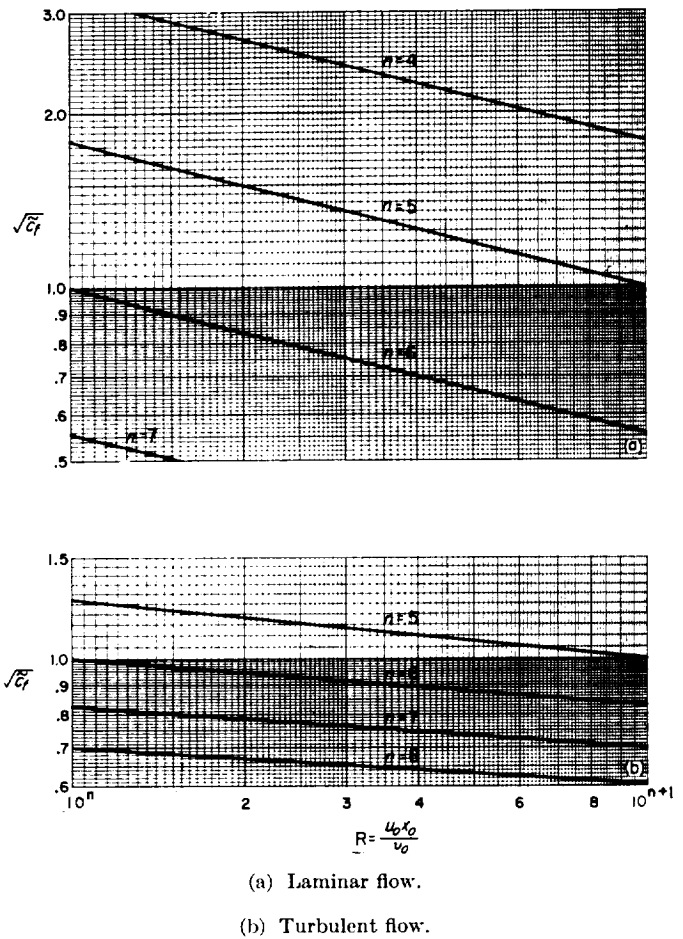 3.0
n=4
2.0
n=5
√c̃f
1.0
.9
.8
n=6
.7
.6
n=7
.5
(a)
1.5
n=5
1.0
√c̃f
n=6
.9
.8
n=7
.7
n=8
.6
(b)
10ⁿ 2 3 4 6 8 10ⁿ⁺¹
R = u₀x₀/υ₀
(a) Laminar flow.
(b) Turbulent flow.